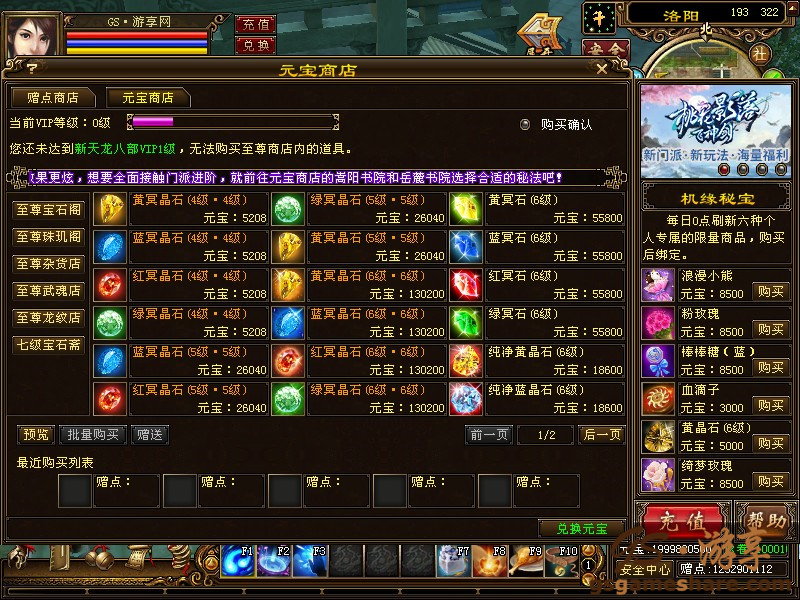 GS·游享网
充值
兑换
安全
洛阳
193 322
北
社
?
元宝商店
×
赠点商店
元宝商店
当前VIP等级：0级
购买确认
您还未达到新天龙八部VIP1级，无法购买至尊商店内的道具。
果更炫，想要全面接触门派进阶，就前往元宝商店的嵩阳书院和岳麓书院选择合适的秘法吧！
至尊宝石阁
至尊珠玑阁
至尊杂货店
至尊武魂店
至尊龙纹店
七级宝石斋
黄冥晶石(4级·4级)
元宝：5208
绿冥晶石(5级·5级)
元宝：26040
黄冥石(6级)
元宝：55800
蓝冥晶石(4级·4级)
元宝：5208
黄冥晶石(5级·5级)
元宝：26040
蓝冥石(6级)
元宝：55800
红冥晶石(4级·4级)
元宝：5208
黄冥晶石(6级·6级)
元宝：130200
红冥石(6级)
元宝：55800
绿冥晶石(4级·4级)
元宝：5208
蓝冥晶石(6级·6级)
元宝：130200
绿冥石(6级)
元宝：55800
蓝冥晶石(5级·5级)
元宝：26040
红冥晶石(6级·6级)
元宝：130200
纯净黄晶石(6级)
元宝：18600
红冥晶石(5级·5级)
元宝：26040
绿冥晶石(6级·6级)
元宝：130200
纯净蓝晶石(6级)
元宝：18600
预览
批量购买
赠送
前一页
1/2
后一页
最近购买列表
赠点：
赠点：
赠点：
赠点：
赠点：
兑换元宝
桃花影落
新门派·新玩法·海量福利
机缘秘宝
每日0点刷新六种个
人专属的限量商品，购买
后绑定。
浪漫小熊
元宝：8500
购买
粉玫瑰
元宝：8500
购买
棒棒糖（蓝）
元宝：8500
购买
血滴子
元宝：3000
购买
黄晶石(6级)
元宝：5000
购买
绮梦玫瑰
元宝：8500
购买
充值
帮助
F1
F2
F3
F7
F8
F9
F10
1
安全中心
游享
gsgameshare.com